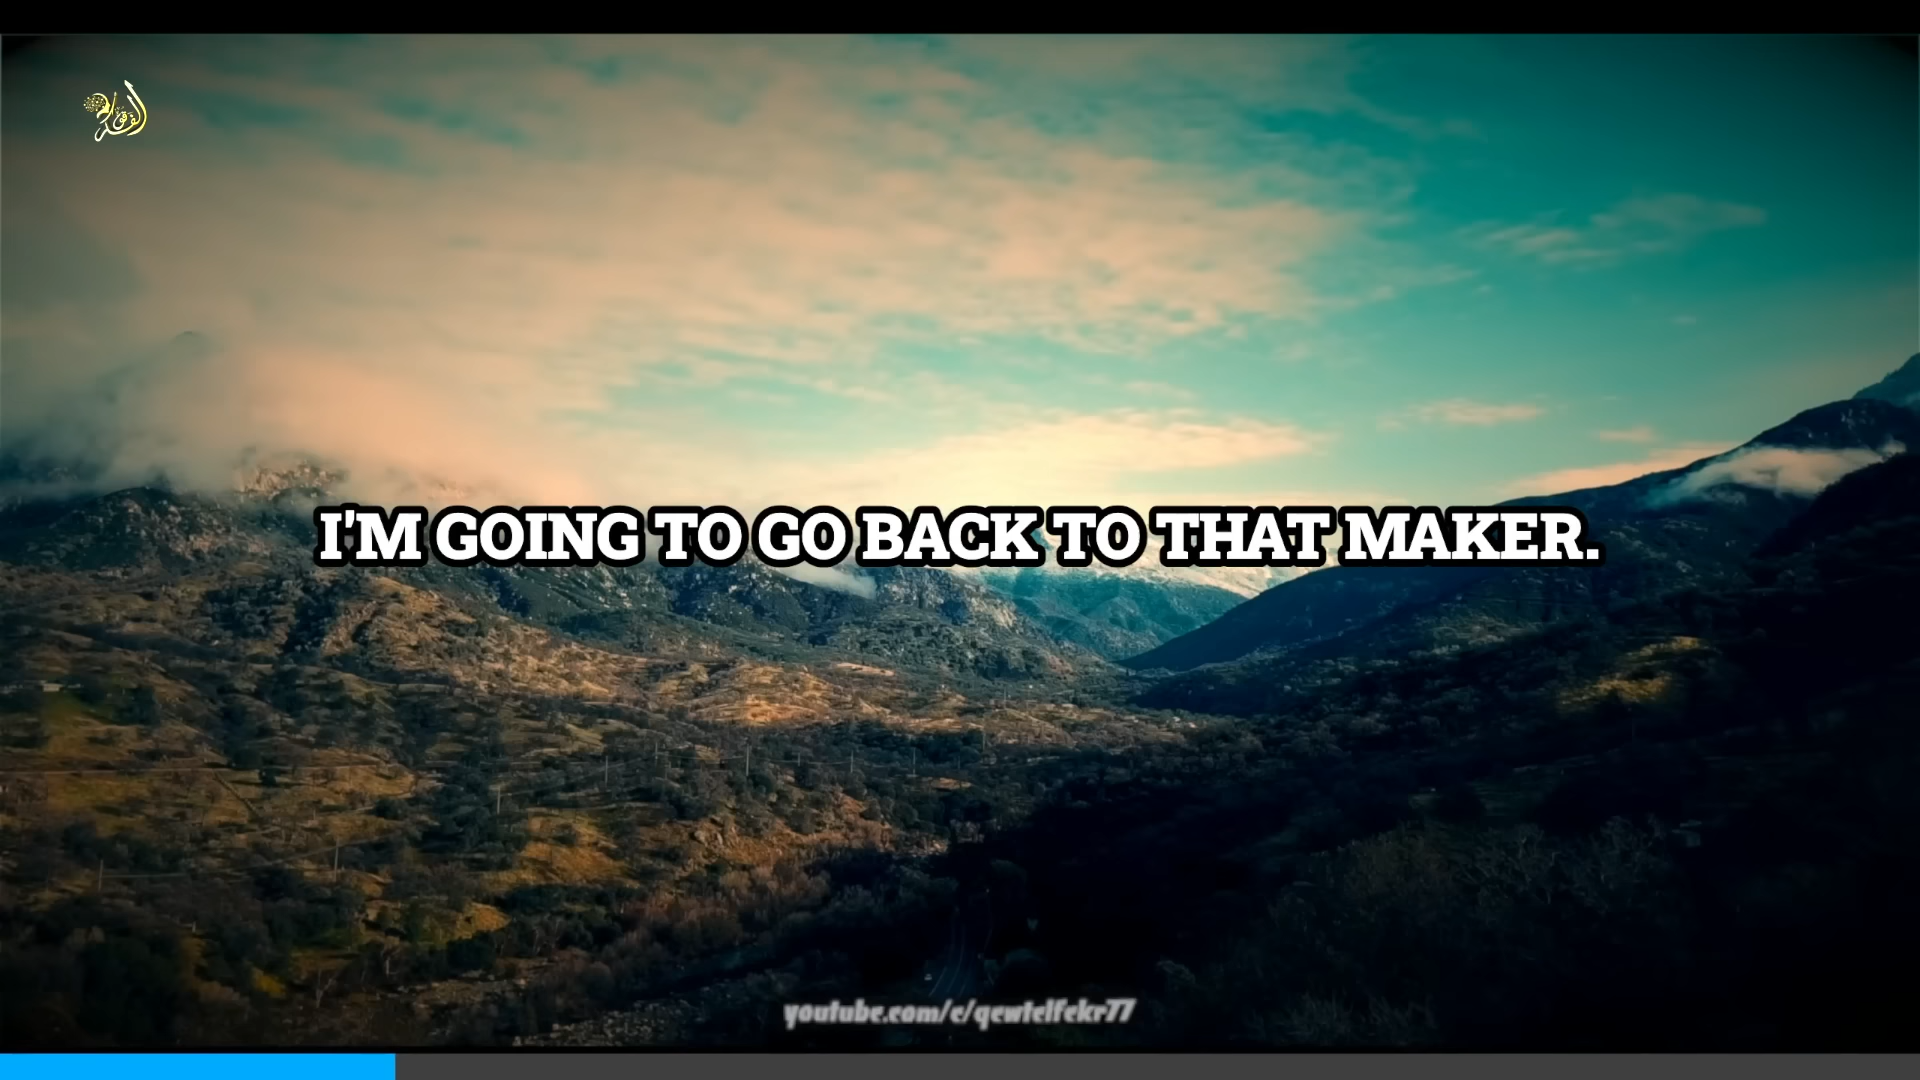 I'M GOING TO GO BACK TO THAT MAKER.
youtube.com/c/qewtelfekr77